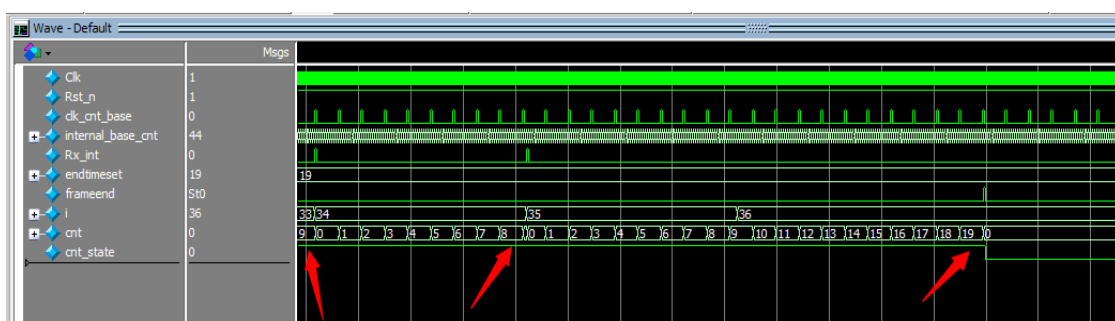 Wave - Default
Msgs
Clk 1
Rst_n 1
clk_cnt_base 0
internal_base_cnt 44
Rx_int 0
endtimeset 19 19
frameend St0
i 36 33 34 35 36
cnt 0 9 0 1 2 3 4 5 6 7 8 0 1 2 3 4 5 6 7 8 9 10 11 12 13 14 15 16 17 18 19 0
cnt_state 0